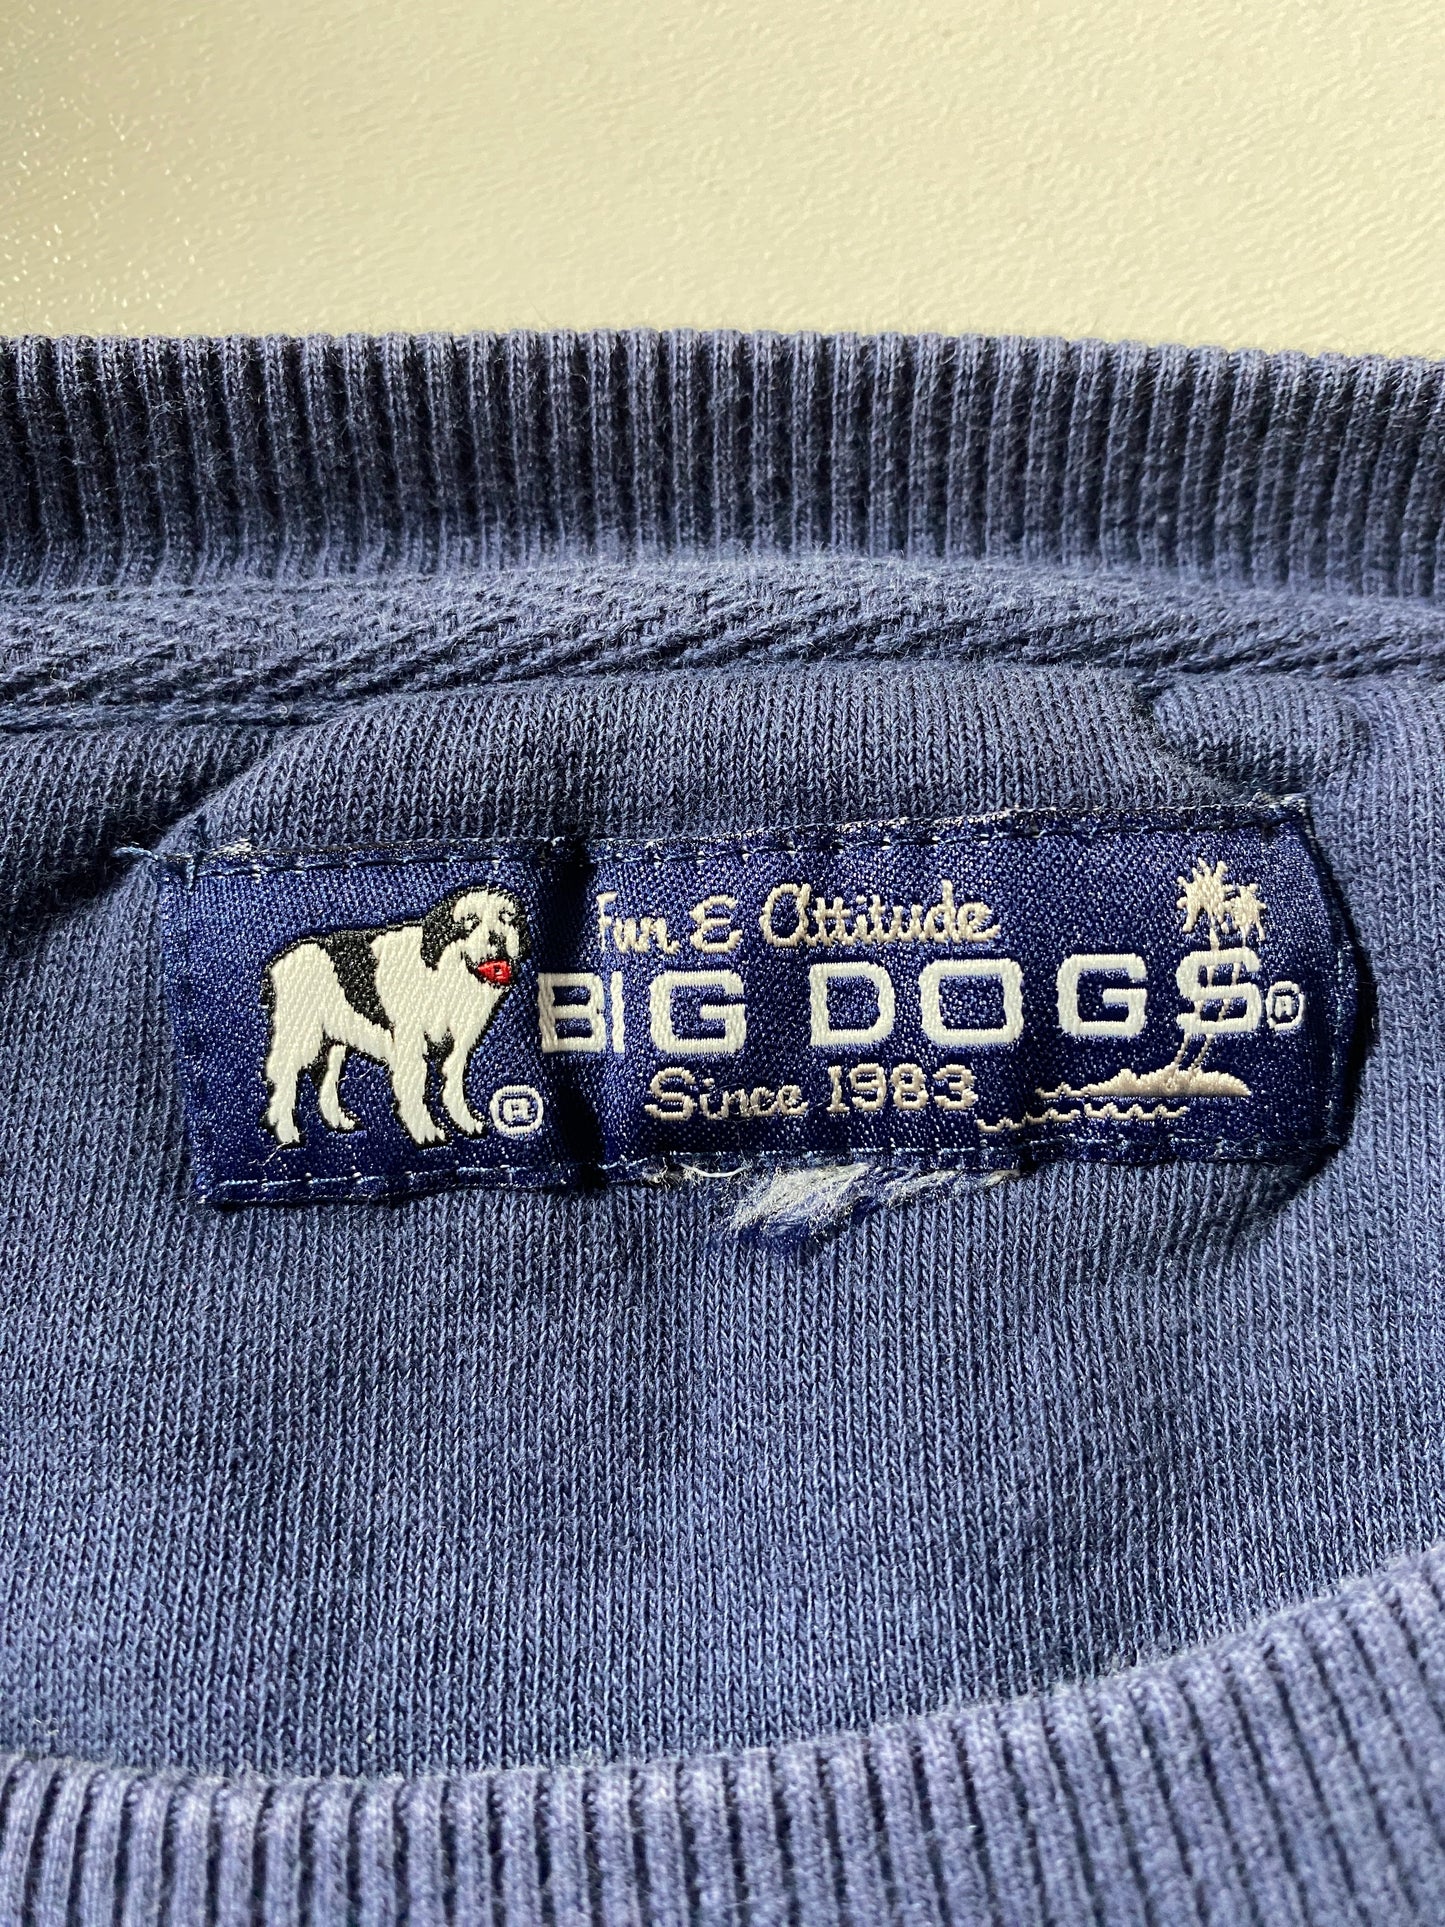 Fun & Attitude
BIG DOGS®
Since 1983
®